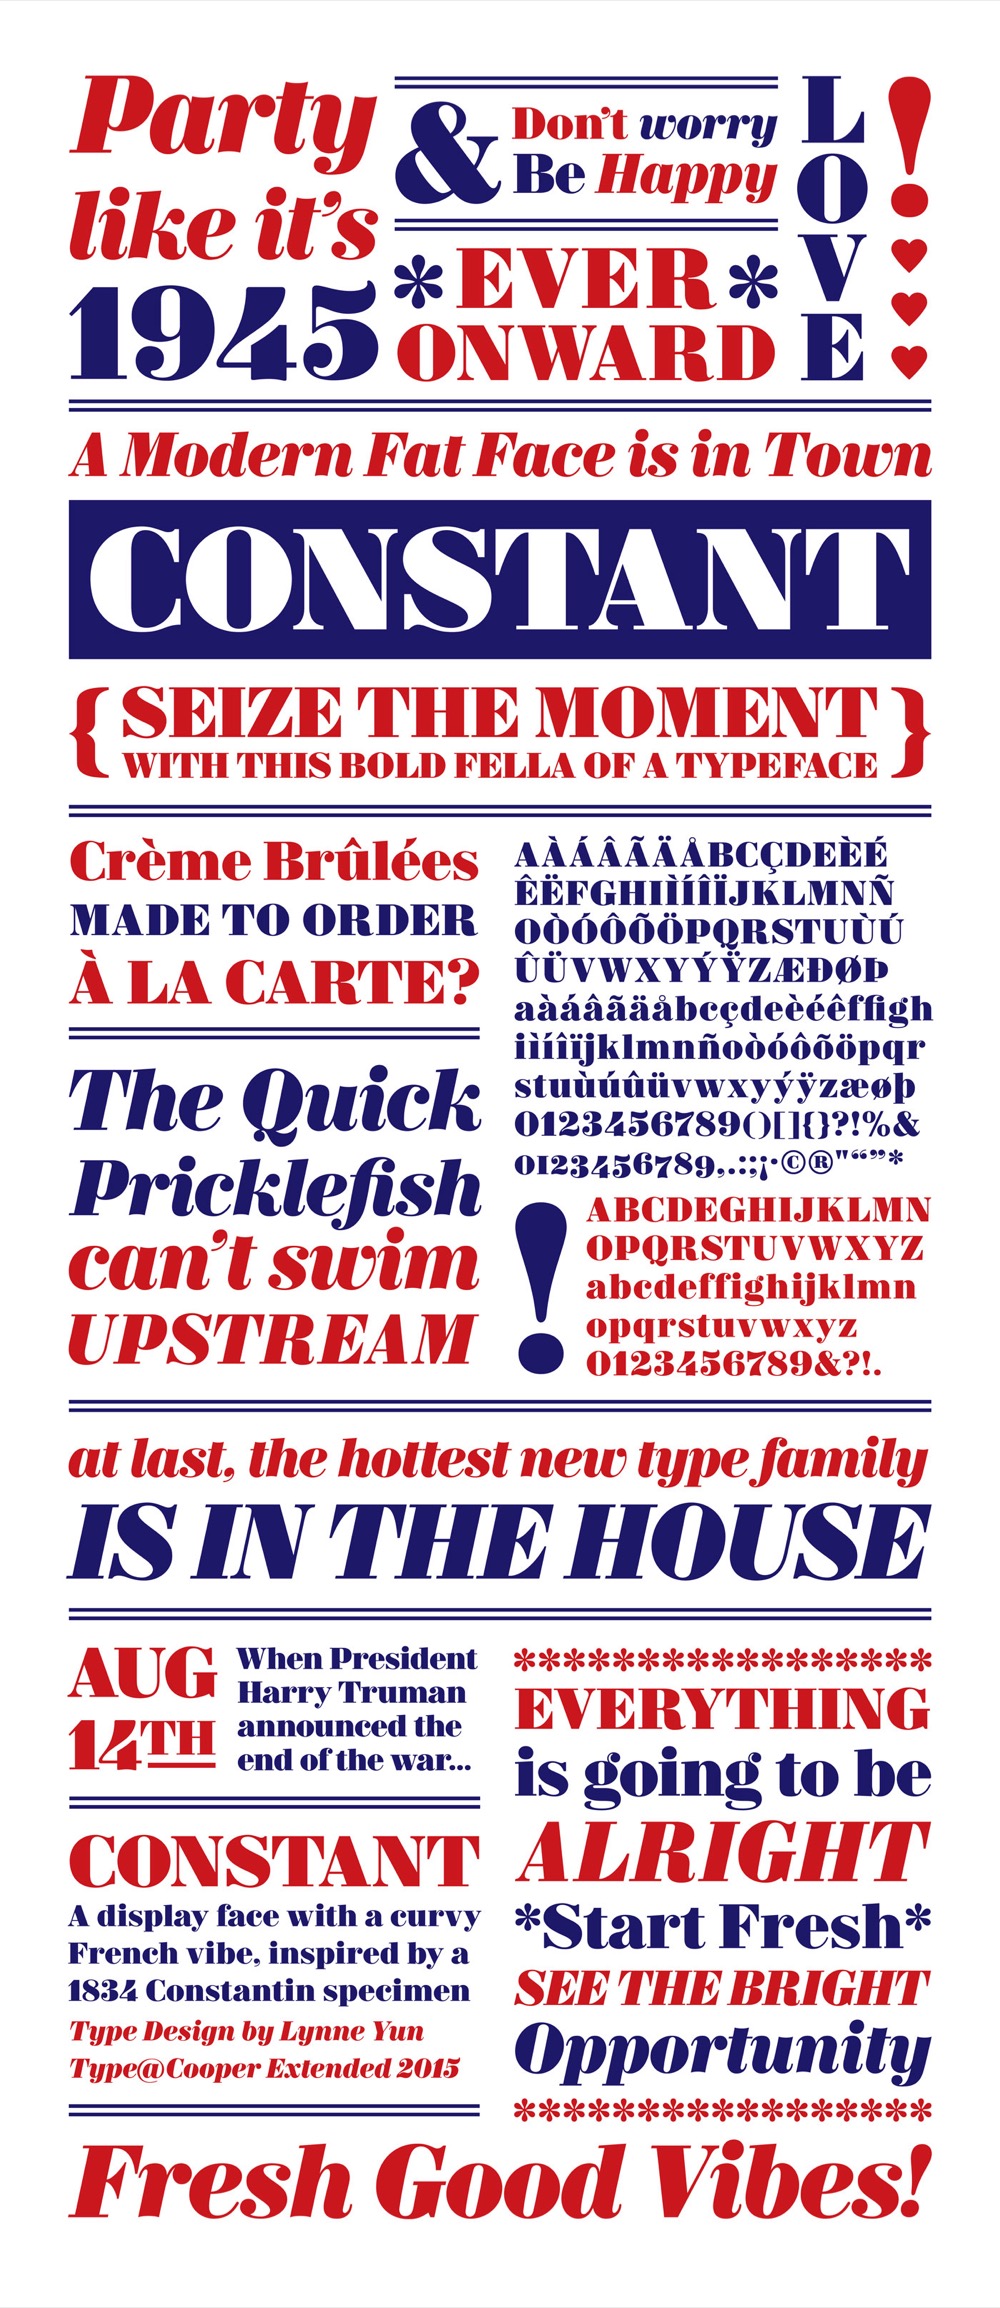 Party
like it's
1945
&
Don't worry
Be Happy
* EVER *
ONWARD
L
O
V
E
!
♥
♥
♥
A Modern Fat Face is in Town
CONSTANT
{ SEIZE THE MOMENT }
WITH THIS BOLD FELLA OF A TYPEFACE
Crème Brûlées
MADE TO ORDER
À LA CARTE?
The Quick
Pricklefish
can't swim
UPSTREAM
AÀÁÂÃÄÅBCÇDEÈÉ
ÊËFGHIÌÍÎÏJKLMNÑ
OÒÓÔÕÖPQRSTUÙÚ
ÛÜVWXYÝŸZÆÐØÞ
aàáâãäåbcçdeèéêffigh
iìíîïjklmnñoòóôõöpqr
stuùúûüvwxyýÿzæøþ
0123456789()[]{}?!%&
0123456789,.:;¡·©®"“”*
!
ABCDEGHIJKLMN
OPQRSTUVWXYZ
abcdeffighijklmn
opqrstuvwxyz
0123456789&?!.
at last, the hottest new type family
IS IN THE HOUSE
AUG
14TH
When President
Harry Truman
announced the
end of the war...
CONSTANT
A display face with a curvy
French vibe, inspired by a
1834 Constantin specimen
Type Design by Lynne Yun
Type@Cooper Extended 2015
*****************
EVERYTHING
is going to be
ALRIGHT
*Start Fresh*
SEE THE BRIGHT
Opportunity
*****************
Fresh Good Vibes!